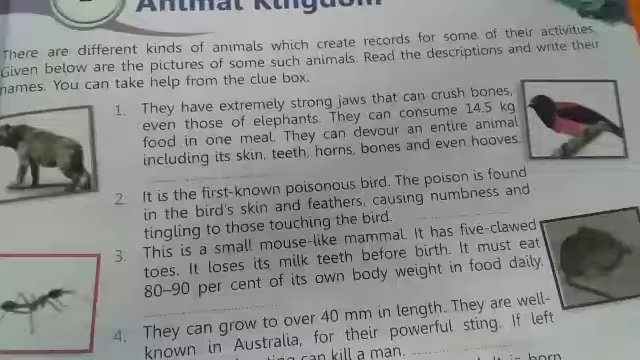 Animal Kingdom
There are different kinds of animals which create records for some of their activities.
Given below are the pictures of some such animals. Read the descriptions and write their
names. You can take help from the clue box.
1. They have extremely strong jaws that can crush bones,
even those of elephants. They can consume 14.5 kg
food in one meal. They can devour an entire animal
including its skin, teeth, horns, bones and even hooves.
2. It is the first-known poisonous bird. The poison is found
in the bird's skin and feathers, causing numbness and
tingling to those touching the bird.
3. This is a small mouse-like mammal. It has five-clawed
toes. It loses its milk teeth before birth. It must eat
80–90 per cent of its own body weight in food daily.
4. They can grow to over 40 mm in length. They are well-
known in Australia, for their powerful sting. If left
can kill a man.
It is born